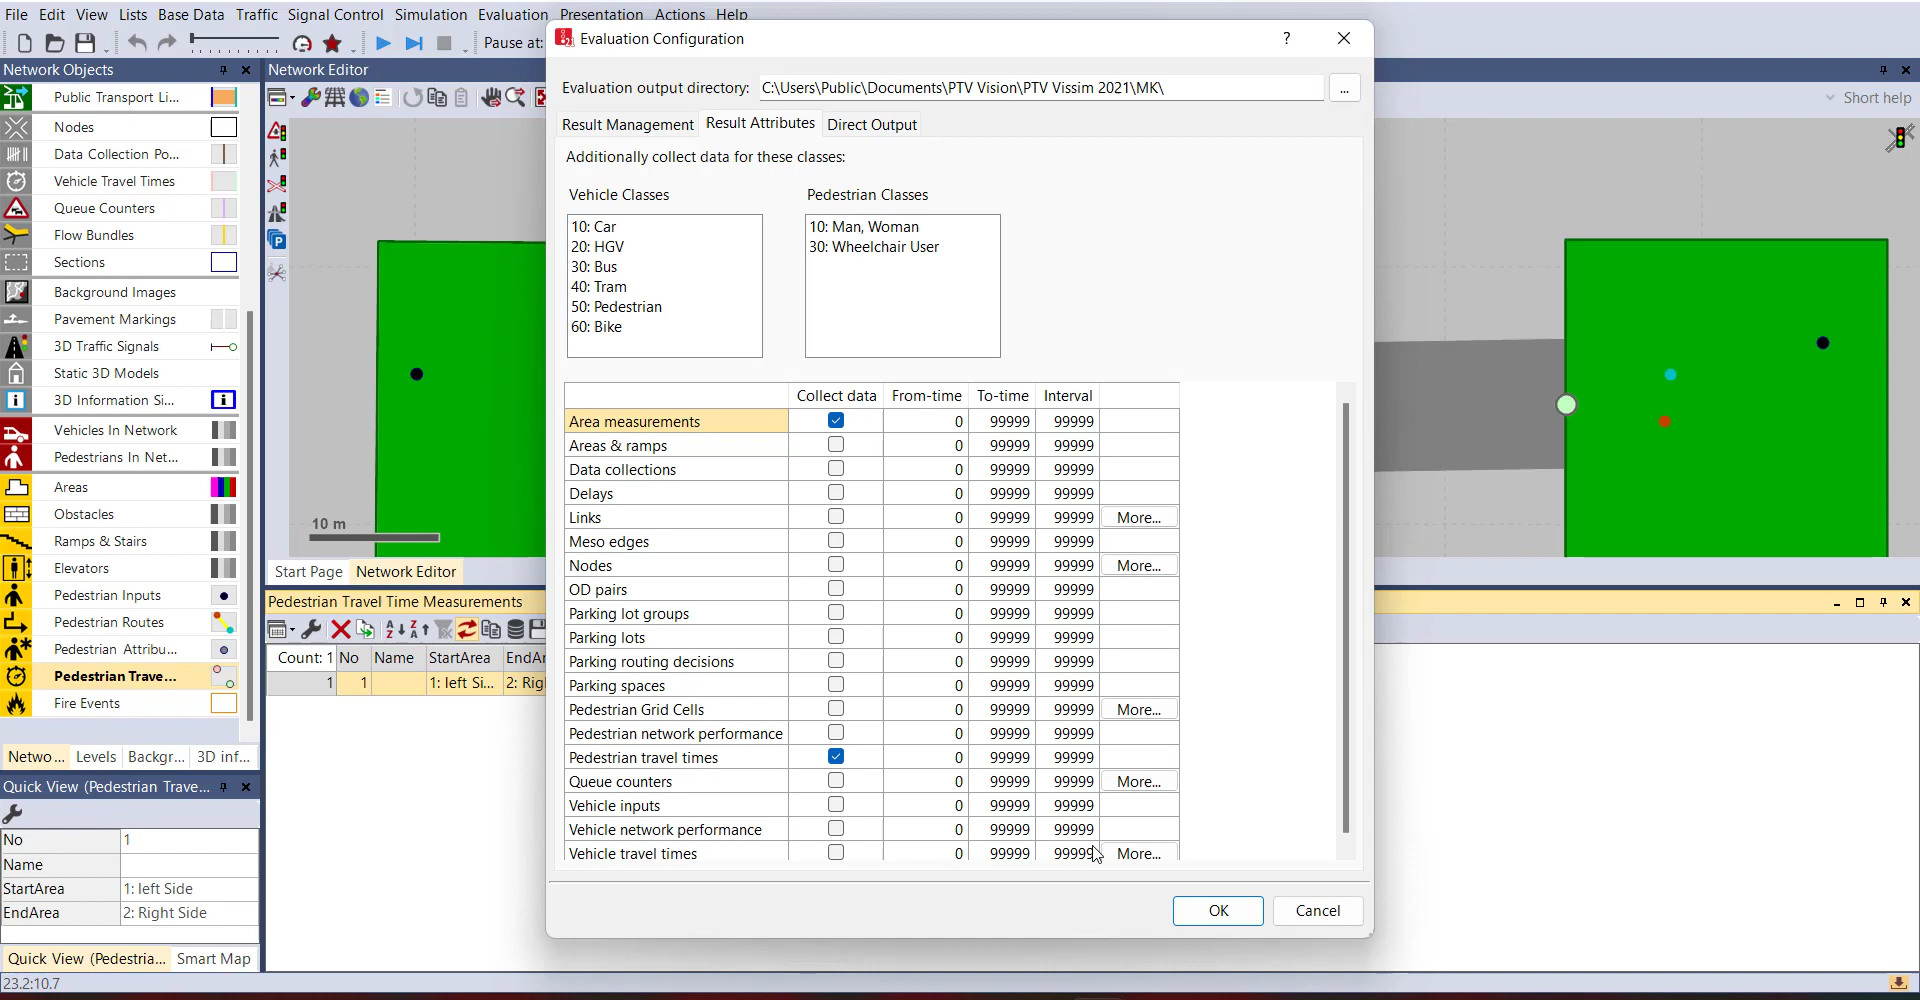 File Edit View Lists Base Data Traffic Signal Control Simulation Evaluation Presentation Actions Help
Pause at:
Network Objects
Public Transport Li...
Nodes
Data Collection Po...
Vehicle Travel Times
Queue Counters
Flow Bundles
Sections
Background Images
Pavement Markings
3D Traffic Signals
Static 3D Models
3D Information Si...
Vehicles In Network
Pedestrians In Net...
Areas
Obstacles
Ramps & Stairs
Elevators
Pedestrian Inputs
Pedestrian Routes
Pedestrian Attribu...
Pedestrian Trave...
Fire Events
Netwo... Levels Backgr... 3D inf...
Quick View (Pedestrian Trave...
No 1
Name
StartArea 1: left Side
EndArea 2: Right Side
Quick View (Pedestria... Smart Map
23.2:10.7
Network Editor
Short help
10 m
Start Page Network Editor
Pedestrian Travel Time Measurements
Count: 1 No Name StartArea EndAr
1 1 1: left Si... 2: Righ
Evaluation Configuration
?
Evaluation output directory: C:\Users\Public\Documents\PTV Vision\PTV Vissim 2021\MK\ ...
Result Management Result Attributes Direct Output
Additionally collect data for these classes:
Vehicle Classes
10: Car
20: HGV
30: Bus
40: Tram
50: Pedestrian
60: Bike
Pedestrian Classes
10: Man, Woman
30: Wheelchair User
Collect data From-time To-time Interval
Area measurements 0 99999 99999
Areas & ramps 0 99999 99999
Data collections 0 99999 99999
Delays 0 99999 99999
Links 0 99999 99999 More...
Meso edges 0 99999 99999
Nodes 0 99999 99999 More...
OD pairs 0 99999 99999
Parking lot groups 0 99999 99999
Parking lots 0 99999 99999
Parking routing decisions 0 99999 99999
Parking spaces 0 99999 99999
Pedestrian Grid Cells 0 99999 99999 More...
Pedestrian network performance 0 99999 99999
Pedestrian travel times 0 99999 99999
Queue counters 0 99999 99999 More...
Vehicle inputs 0 99999 99999
Vehicle network performance 0 99999 99999
Vehicle travel times 0 99999 99999 More...
OK Cancel